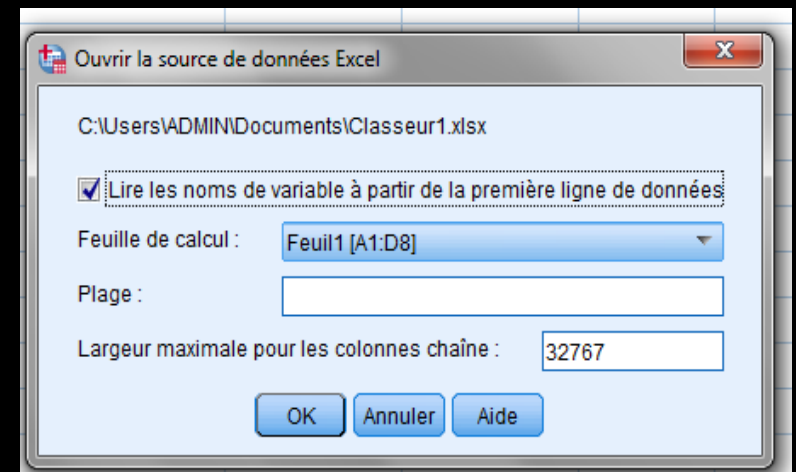 Ouvrir la source de données Excel
C:\Users\ADMIN\Documents\Classeur1.xlsx
Lire les noms de variable à partir de la première ligne de données
Feuille de calcul : Feuil1 [A1:D8]
Plage :
Largeur maximale pour les colonnes chaîne : 32767
OK Annuler Aide